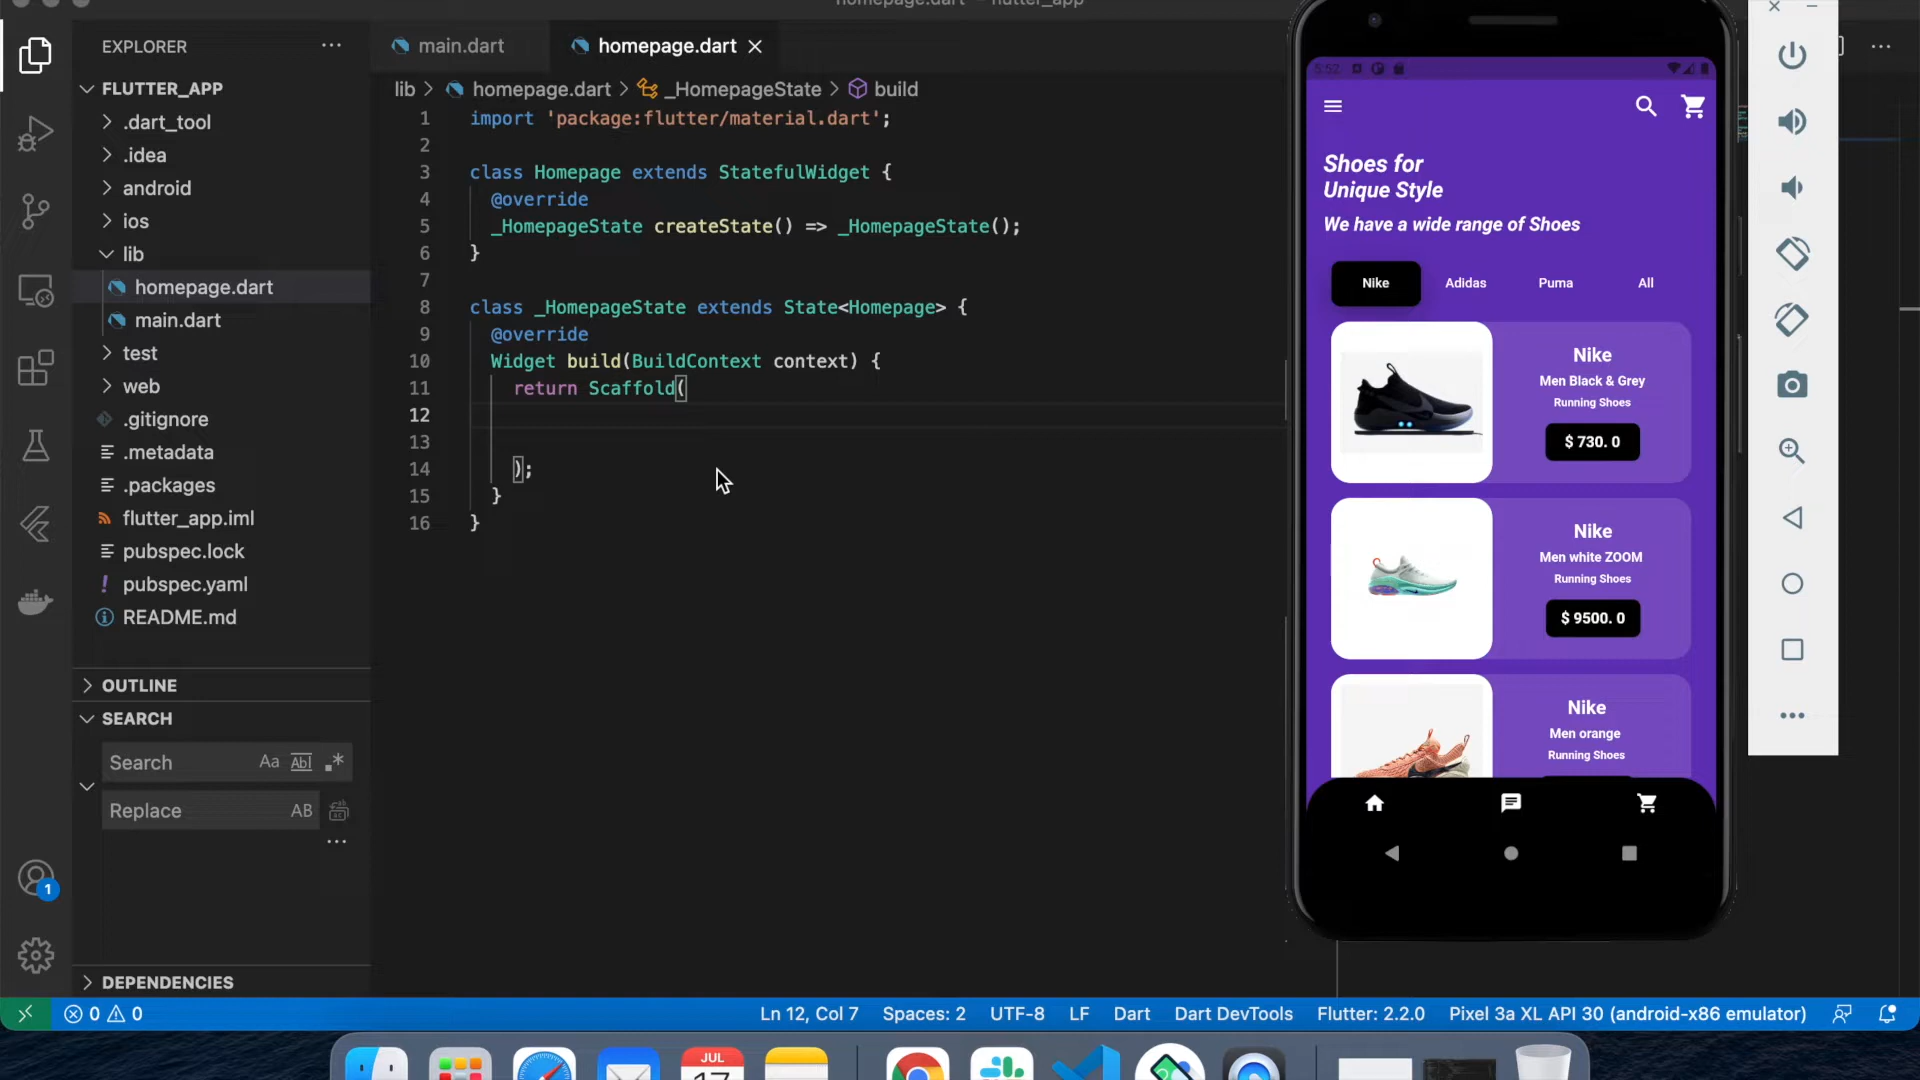 homepage.dart — flutter_app
EXPLORER
main.dart
homepage.dart
FLUTTER_APP
.dart_tool
.idea
android
ios
lib
homepage.dart
main.dart
test
web
.gitignore
.metadata
.packages
flutter_app.iml
pubspec.lock
pubspec.yaml
README.md
OUTLINE
SEARCH
Search
Aa
Abl
.*
Replace
AB
1
DEPENDENCIES
lib > homepage.dart > _HomepageState > build
1 import 'package:flutter/material.dart';
2
3 class Homepage extends StatefulWidget {
4 @override
5 _HomepageState createState() => _HomepageState();
6 }
7
8 class _HomepageState extends State<Homepage> {
9 @override
10 Widget build(BuildContext context) {
11 return Scaffold(
12
13
14 );
15 }
16 }
5:52
Shoes for
Unique Style
We have a wide range of Shoes
Nike
Adidas
Puma
All
Nike
Men Black & Grey
Running Shoes
$ 730. 0
Nike
Men white ZOOM
Running Shoes
$ 9500. 0
Nike
Men orange
Running Shoes
0 0
Ln 12, Col 7
Spaces: 2
UTF-8
LF
Dart
Dart DevTools
Flutter: 2.2.0
Pixel 3a XL API 30 (android-x86 emulator)
JUL
17